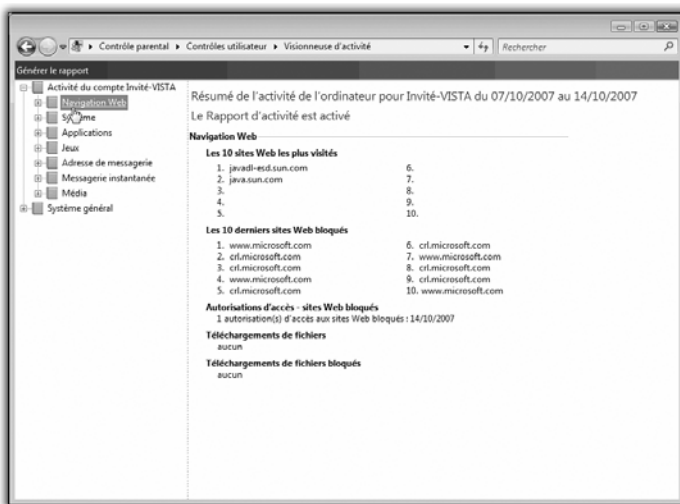 Contrôle parental ▸ Contrôles utilisateur ▸ Visionneuse d'activité
Rechercher
Générer le rapport
Activité du compte Invité-VISTA
Navigation Web
Système
Applications
Jeux
Adresse de messagerie
Messagerie instantanée
Média
Système général
Résumé de l'activité de l'ordinateur pour Invité-VISTA du 07/10/2007 au 14/10/2007
Le Rapport d'activité est activé
Navigation Web
Les 10 sites Web les plus visités
1. javadl-esd.sun.com 6.
2. java.sun.com 7.
3. 8.
4. 9.
5. 10.
Les 10 derniers sites Web bloqués
1. www.microsoft.com 6. crl.microsoft.com
2. crl.microsoft.com 7. www.microsoft.com
3. crl.microsoft.com 8. crl.microsoft.com
4. www.microsoft.com 9. crl.microsoft.com
5. crl.microsoft.com 10. www.microsoft.com
Autorisations d'accès - sites Web bloqués
1 autorisation(s) d'accès aux sites Web bloqués : 14/10/2007
Téléchargements de fichiers
aucun
Téléchargements de fichiers bloqués
aucun